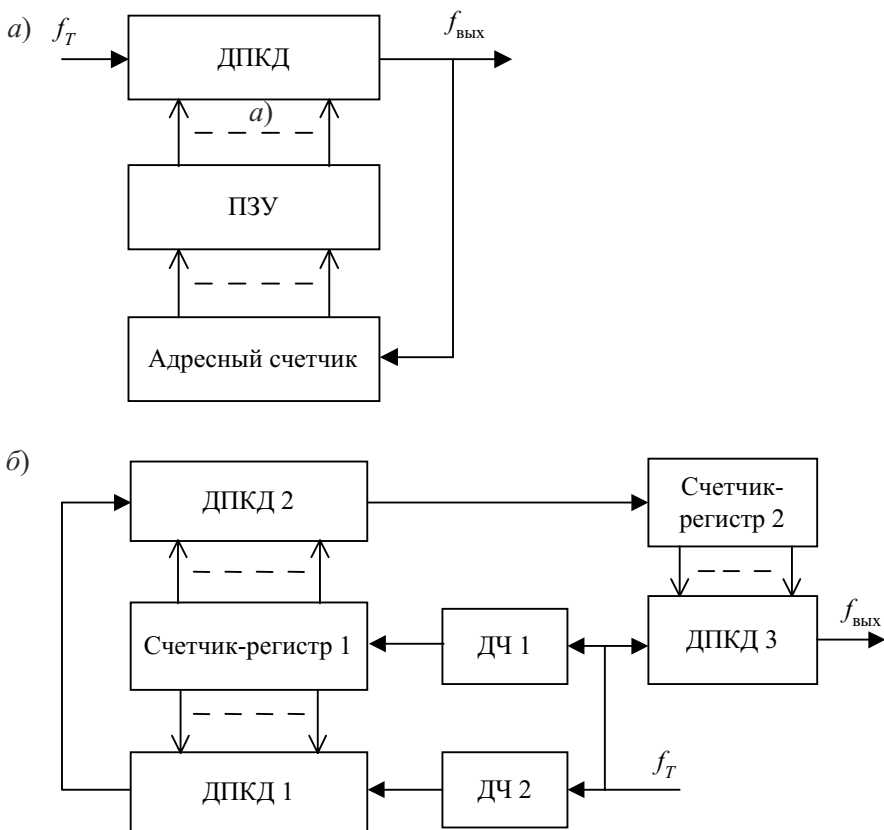 а) f_T
f_вых
ДПКД
а)
ПЗУ
Адресный счетчик
б)
ДПКД 2
Счетчик-
регистр 2
Счетчик-регистр 1
ДЧ 1
ДПКД 3
f_вых
ДПКД 1
ДЧ 2
f_T